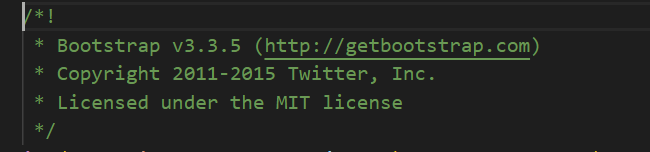 /*!
 * Bootstrap v3.3.5 (http://getbootstrap.com)
 * Copyright 2011-2015 Twitter, Inc.
 * Licensed under the MIT license
 */